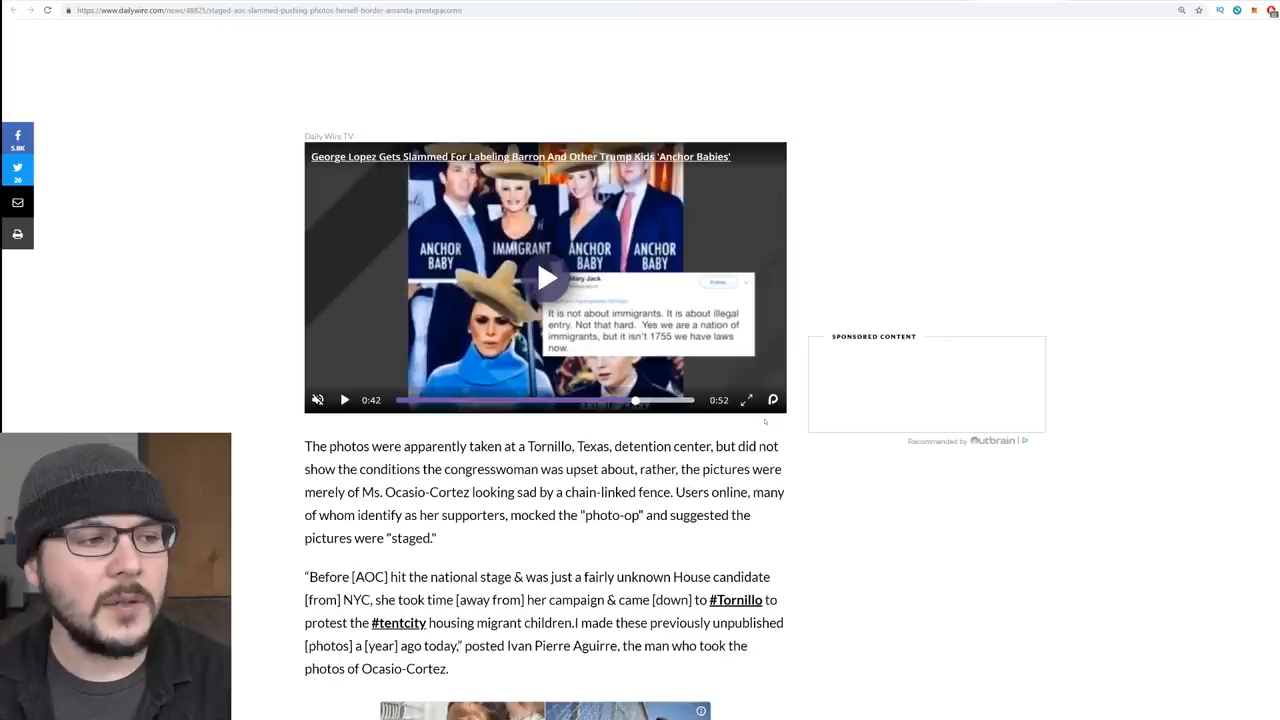 https://www.dailywire.com/news/48825/staged-aoc-slammed-pushing-photos-herself-border-amanda-prestigiacomo
IQ
22
5.8K
26
Daily Wire TV
George Lopez Gets Slammed For Labeling Barron And Other Trump Kids 'Anchor Babies'
ANCHOR BABY
IMMIGRANT
ANCHOR BABY
ANCHOR BABY
Mary Jack
Follow
It is not about immigrants. It is about illegal
entry. Not that hard. Yes we are a nation of
immigrants, but it isn't 1755 we have laws
now.
0:42
0:52
SPONSORED CONTENT
Recommended by Outbrain
The photos were apparently taken at a Tornillo, Texas, detention center, but did not
show the conditions the congresswoman was upset about, rather, the pictures were
merely of Ms. Ocasio-Cortez looking sad by a chain-linked fence. Users online, many
of whom identify as her supporters, mocked the "photo-op" and suggested the
pictures were "staged."
“Before [AOC] hit the national stage & was just a fairly unknown House candidate
[from] NYC, she took time [away from] her campaign & came [down] to #Tornillo to
protest the #tentcity housing migrant children.I made these previously unpublished
[photos] a [year] ago today,” posted Ivan Pierre Aguirre, the man who took the
photos of Ocasio-Cortez.